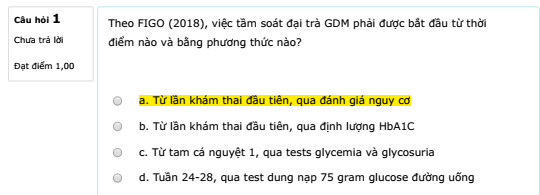 Câu hỏi 1
Chưa trả lời
Đạt điểm 1,00
Theo FIGO (2018), việc tầm soát đại trà GDM phải được bắt đầu từ thời
điểm nào và bằng phương thức nào?
a. Từ lần khám thai đầu tiên, qua đánh giá nguy cơ
b. Từ lần khám thai đầu tiên, qua định lượng HbA1C
c. Từ tam cá nguyệt 1, qua tests glycemia và glycosuria
d. Tuần 24-28, qua test dung nạp 75 gram glucose đường uống